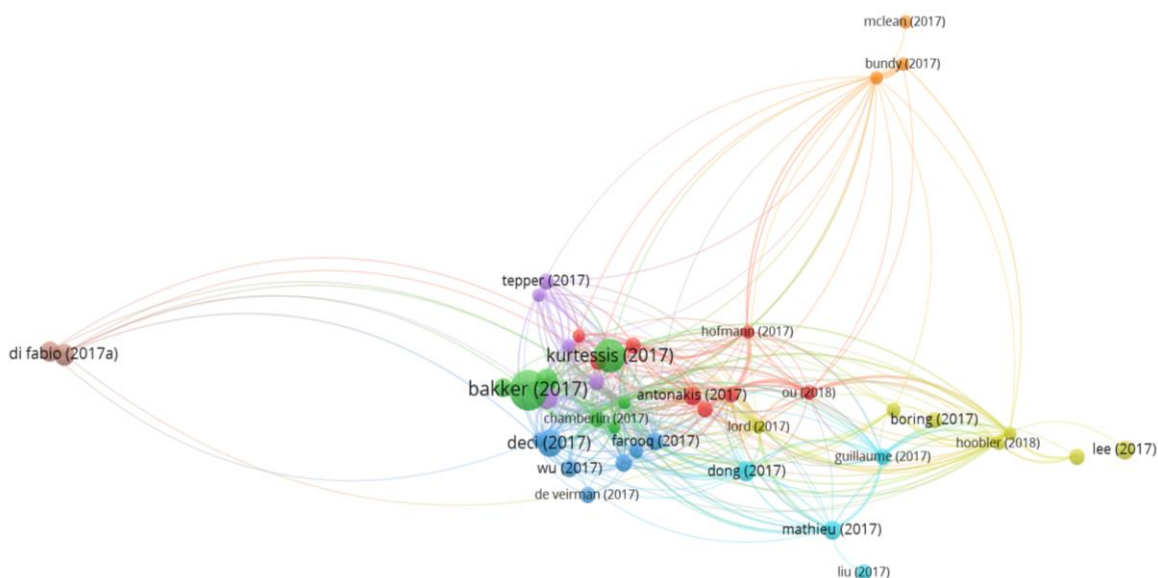 mclean (2017)
bundy (2017)
tepper (2017)
hofmann (2017)
di fabio (2017a)
kurtessis (2017)
bakker (2017)
antonakis (2017)
ou (2018)
chamberlin (2017)
lord (2017)
boring (2017)
deci (2017)
farooq (2017)
hoobler (2018)
lee (2017)
guillaume (2017)
wu (2017)
dong (2017)
de veirman (2017)
mathieu (2017)
liu (2017)